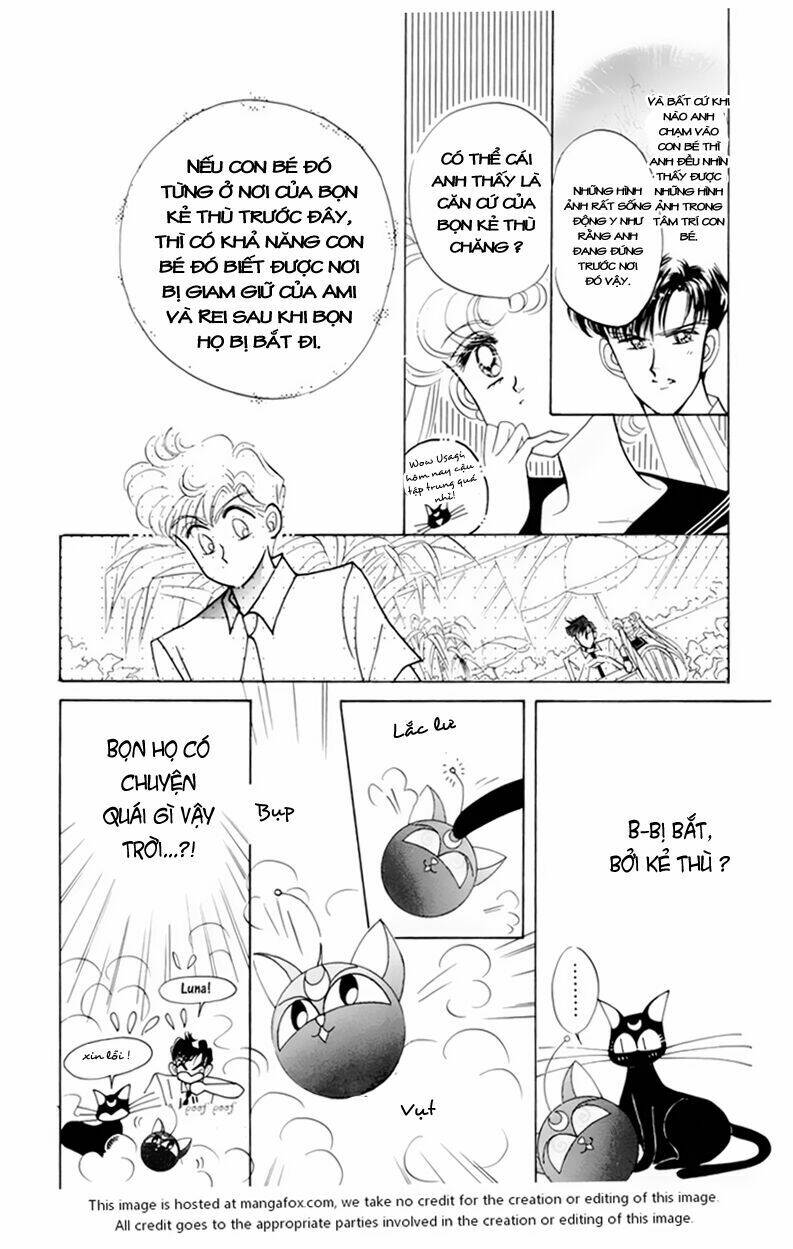 VÀ BẤT CỨ KHI
NÀO ANH
CHẠM VÀO
CON BÉ THÌ
ANH ĐỀU NHÌN
THẤY ĐƯỢC
NHỮNG HÌNH
ẢNH TRONG
TÂM TRÍ CON
BÉ.
NHỮNG HÌNH
ẢNH RẤT SỐNG
ĐỘNG Y NHƯ
RẰNG ANH
ĐANG ĐỨNG
TRƯỚC NƠI
ĐÓ VẬY.
CÓ THỂ CÁI
ANH THẤY LÀ
CĂN CỨ CỦA
BỌN KẺ THÙ
CHĂNG ?
Wow Usagi
hôm nay cậu
tập trung quá
nhỉ!
NẾU CON BÉ ĐÓ
TỪNG Ở NƠI CỦA BỌN
KẺ THÙ TRƯỚC ĐÂY,
THÌ CÓ KHẢ NĂNG CON
BÉ ĐÓ BIẾT ĐƯỢC NƠI
BỊ GIAM GIỮ CỦA AMI
VÀ REI SAU KHI BỌN
HỌ BỊ BẮT ĐI.
B-BỊ BẮT,
BỞI KẺ THÙ ?
Lắc lư
Bụp
Vụt
BỌN HỌ CÓ
CHUYỆN
QUÁI GÌ VẬY
TRỜI...?!
Luna!
xin lỗi !
poof poof
This image is hosted at mangafox.com, we take no credit for the creation or editing of this image.
All credit goes to the appropriate parties involved in the creation or editing of this image.